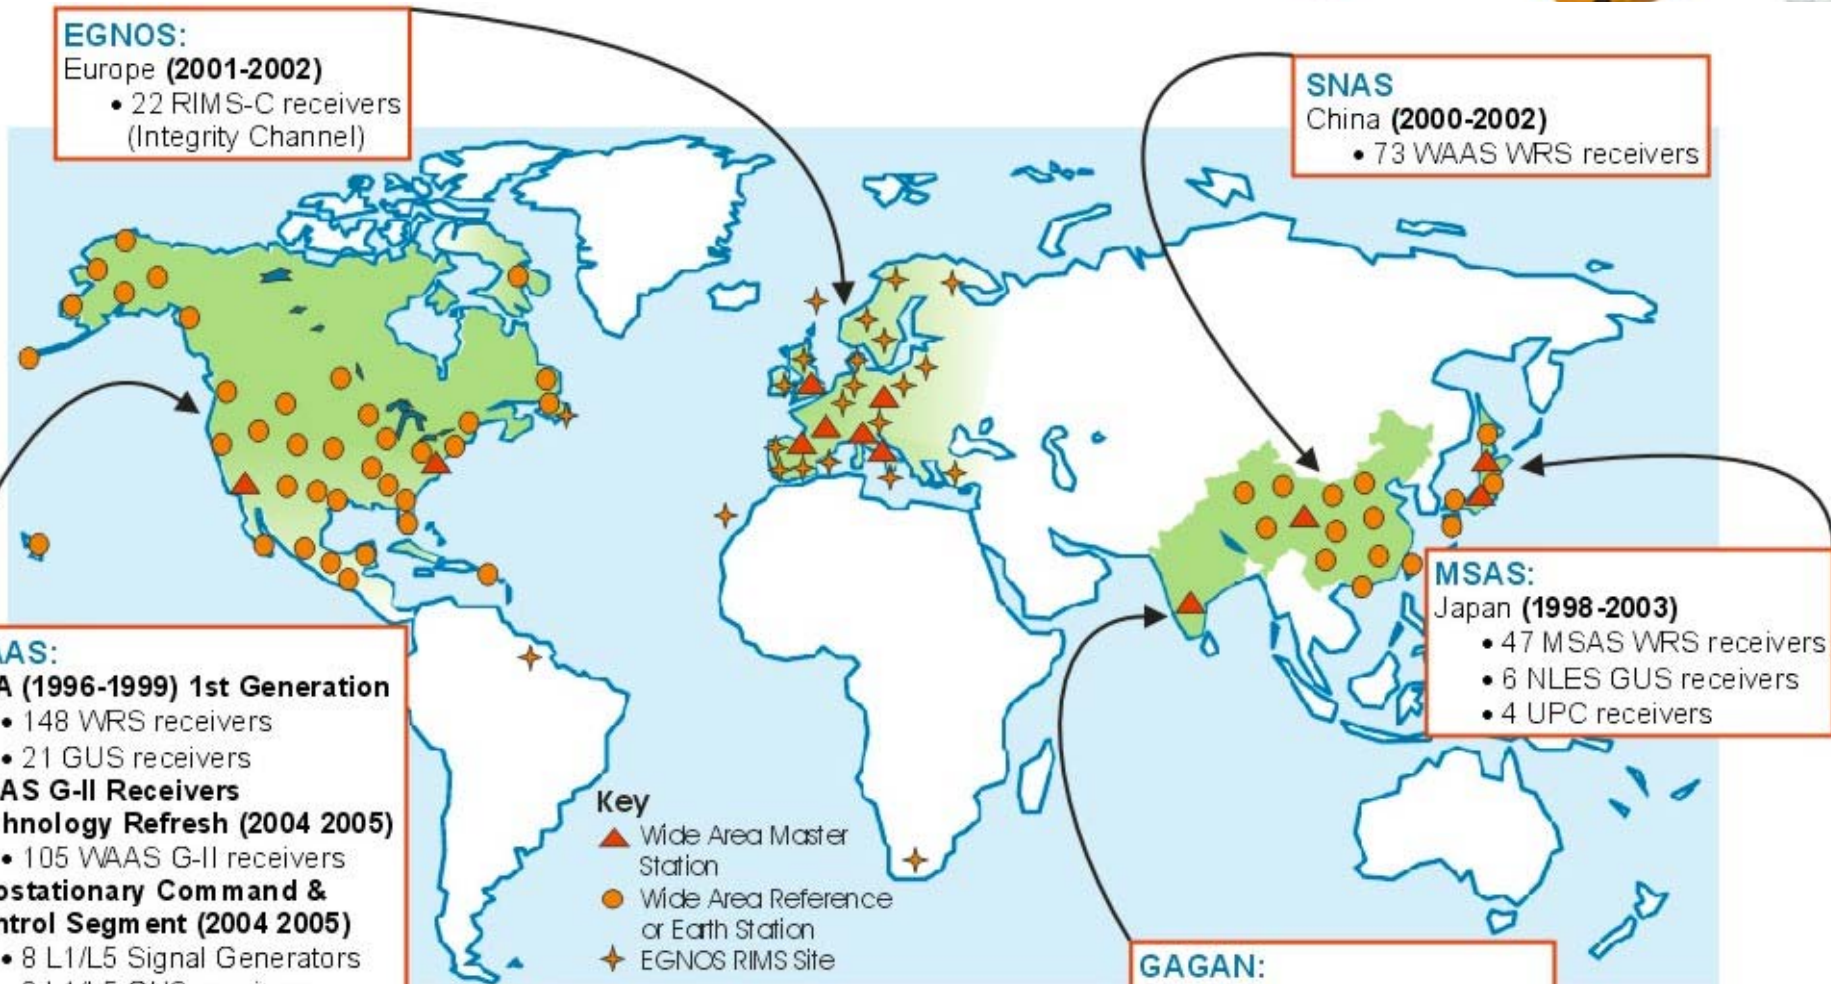 EGNOS:
Europe (2001-2002)
• 22 RIMS-C receivers
(Integrity Channel)
SNAS
China (2000-2002)
• 73 WAAS WRS receivers
AAS:
A (1996-1999) 1st Generation
• 148 WRS receivers
• 21 GUS receivers
AS G-II Receivers
hnology Refresh (2004 2005)
• 105 WAAS G-II receivers
ostationary Command &
ntrol Segment (2004 2005)
• 8 L1/L5 Signal Generators
Key
Wide Area Master
Station
Wide Area Reference
or Earth Station
EGNOS RIMS Site
MSAS:
Japan (1998-2003)
• 47 MSAS WRS receivers
• 6 NLES GUS receivers
• 4 UPC receivers
GAGAN: